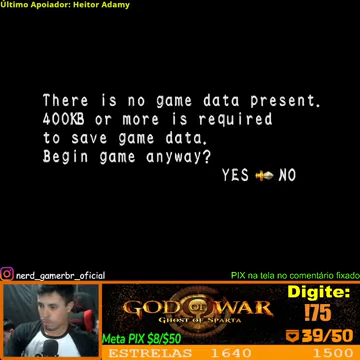 Último Apoiador: Heitor Adamy
There is no game data present.
400KB or more is required
to save game data.
Begin game anyway?
YES NO
nerd_gamerbr_oficial
PIX na tela no comentário fixado
GOD OF WAR
GHOST OF SPARTA
Digite:
!75
39/50
Meta PIX $8/$50
ESTRELAS 1640 1500